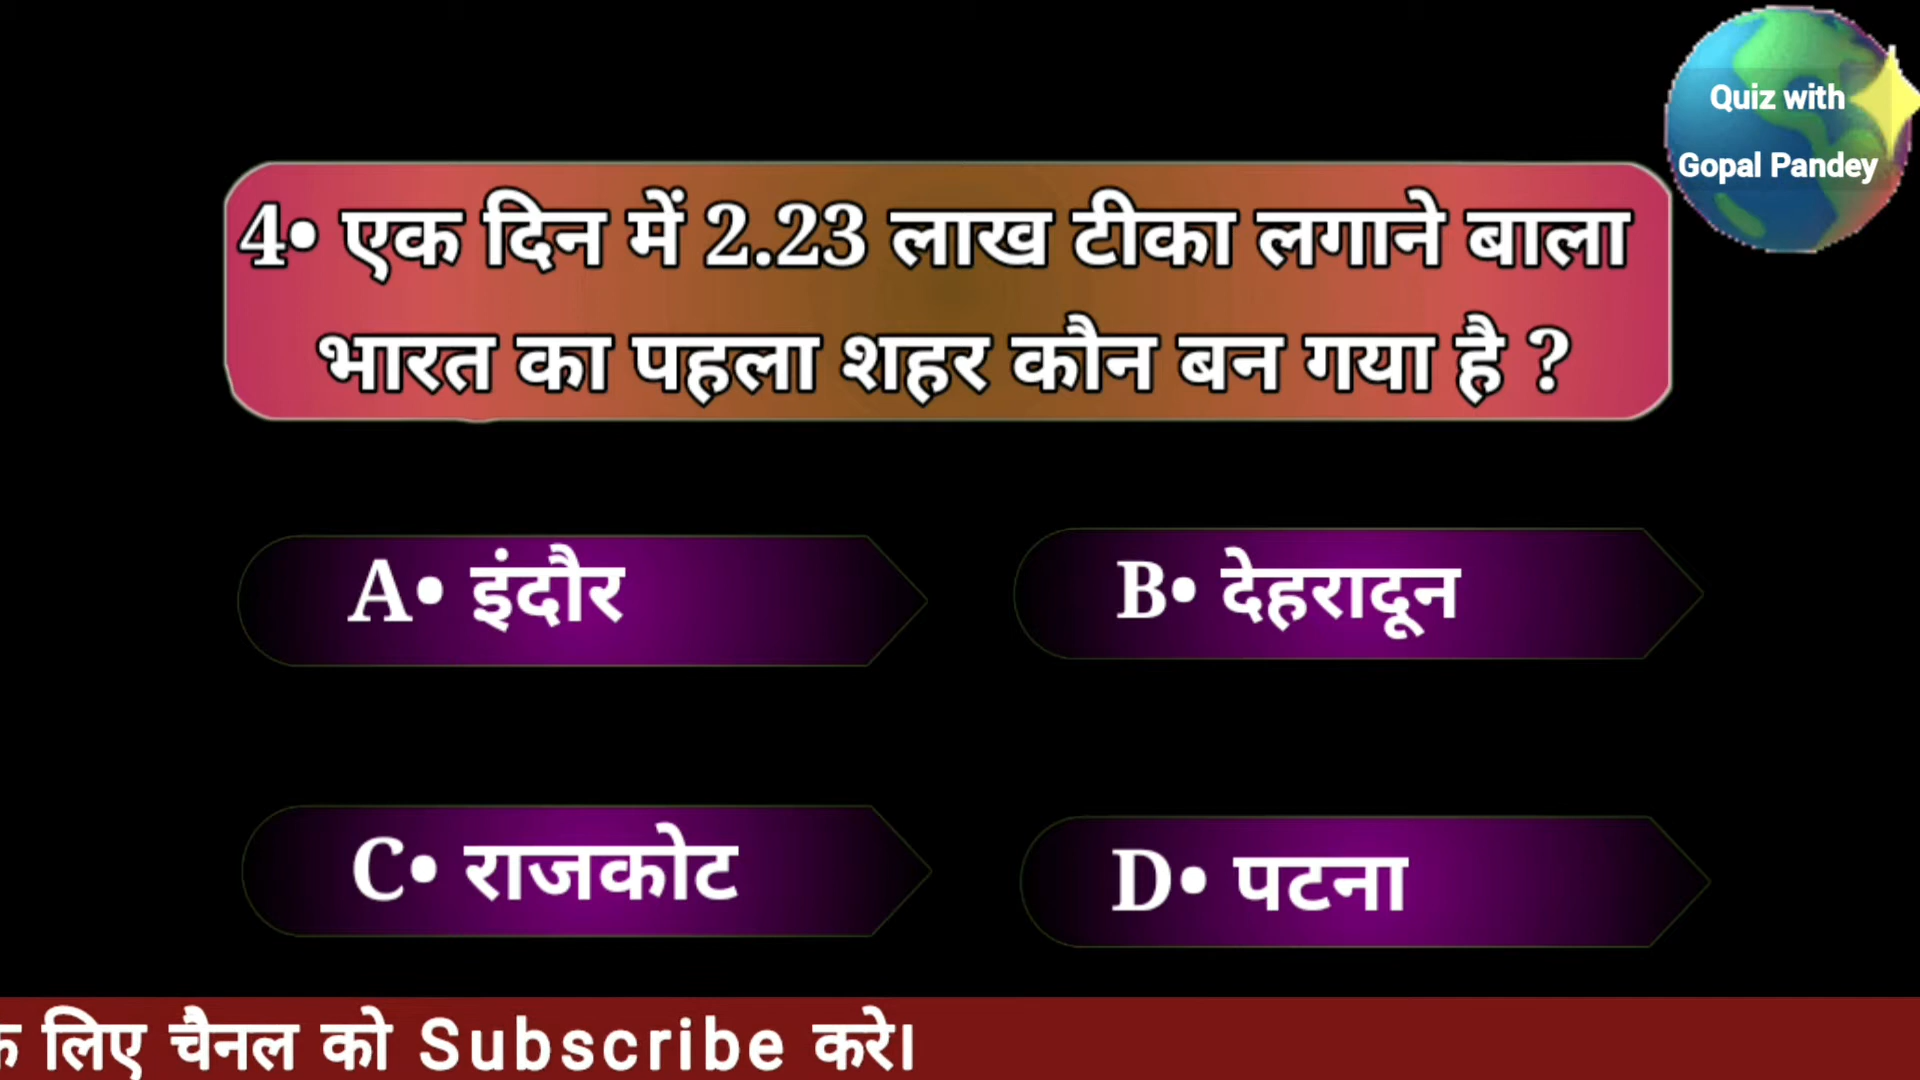 Quiz with
Gopal Pandey
4• एक दिन में 2.23 लाख टीका लगाने बाला
भारत का पहला शहर कौन बन गया है ?
A• इंदौर
B• देहरादून
C• राजकोट
D• पटना
लिए चैनल को Subscribe करे।